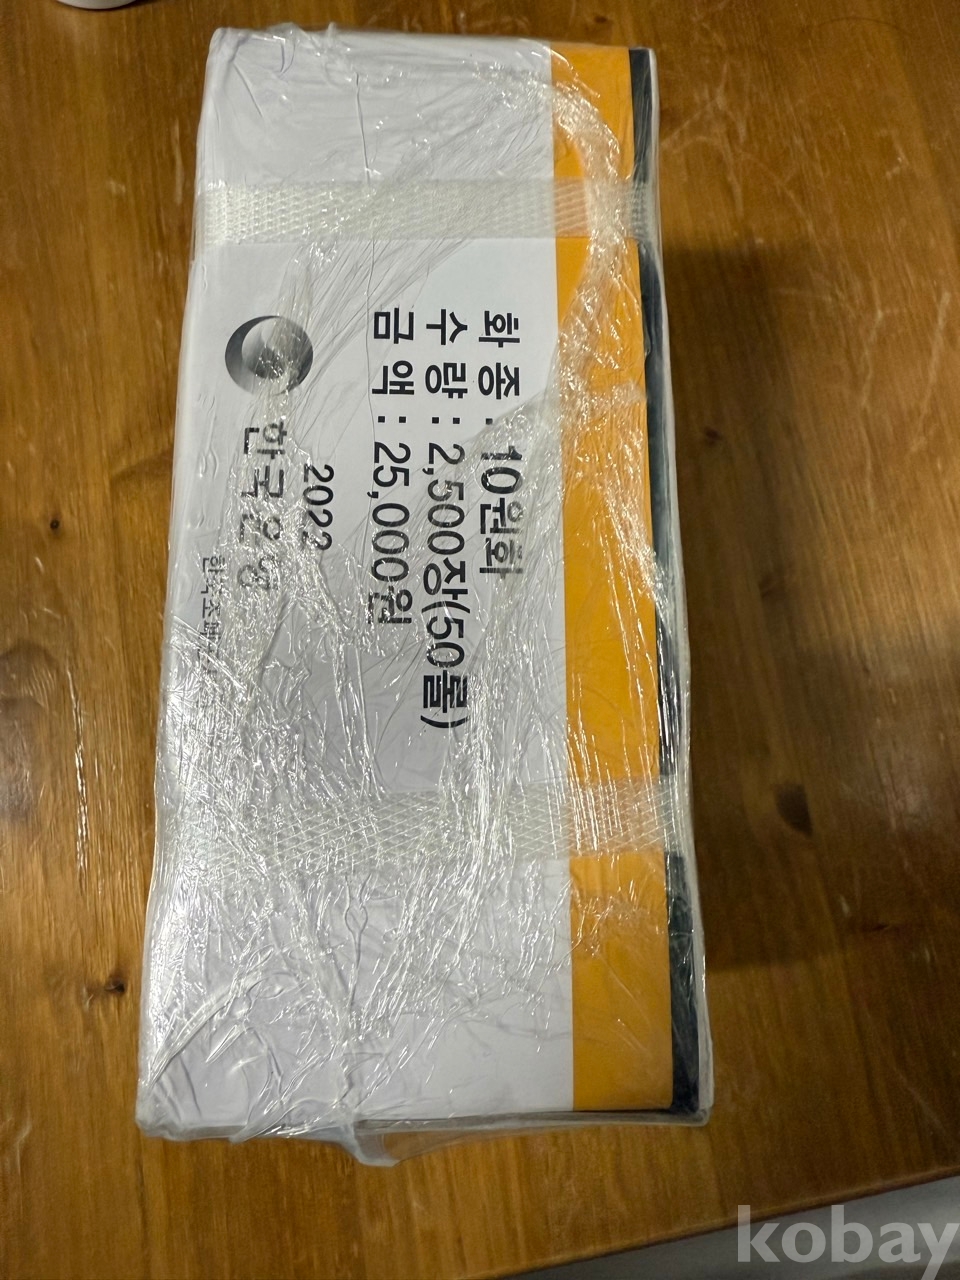 화 종 : 10원화
수 량 : 2,500장(50롤)
금 액 : 25,000원
2022
한국은행
kobay